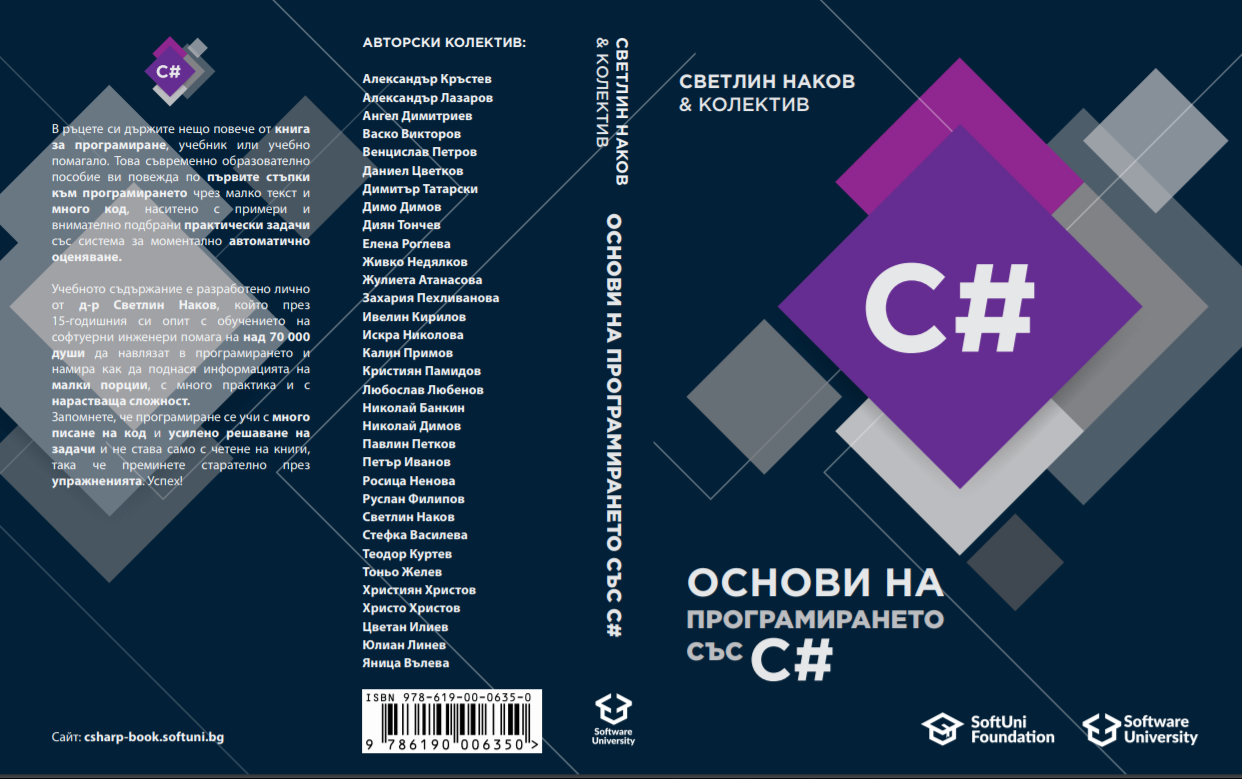 C#
В ръцете си държите нещо повече от книга
за програмиране, учебник или учебно
помагало. Това съвременно образователно
пособие ви повежда по първите стъпки
към програмирането чрез малко текст и
много код, наситено с примери и
внимателно подбрани практически задачи
със система за моментално автоматично
оценяване.
Учебното съдържание е разработено лично
от д-р Светлин Наков, който през
15-годишния си опит с обучението на
софтуерни инженери помага на над 70 000
души да навлязат в програмирането и
намира как да поднася информацията на
малки порции, с много практика и с
нарастваща сложност.
Запомнете, че програмиране се учи с много
писане на код и усилено решаване на
задачи и не става само с четене на книги,
така че преминете старателно през
упражненията. Успех!
Сайт: csharp-book.softuni.bg
АВТОРСКИ КОЛЕКТИВ:
Александър Кръстев
Александър Лазаров
Ангел Димитриев
Васко Викторов
Венцислав Петров
Даниел Цветков
Димитър Татарски
Димо Димов
Диян Тончев
Елена Роглева
Живко Недялков
Жулиета Атанасова
Захария Пехливанова
Ивелин Кирилов
Искра Николова
Калин Примов
Кристиян Памидов
Любослав Любенов
Николай Банкин
Николай Димов
Павлин Петков
Петър Иванов
Росица Ненова
Руслан Филипов
Светлин Наков
Стефка Василева
Теодор Куртев
Тоньо Желев
Християн Христов
Христо Христов
Цветан Илиев
Юлиан Линев
Яница Вълева
ISBN 978-619-00-0635-0
9 786190 006350 >
СВЕТЛИН НАКОВ
& КОЛЕКТИВ
ОСНОВИ НА ПРОГРАМИРАНЕТО СЪС C#
Software
University
СВЕТЛИН НАКОВ
& КОЛЕКТИВ
C#
ОСНОВИ НА
ПРОГРАМИРАНЕТО
СЪС C#
SoftUni
Foundation
Software
University